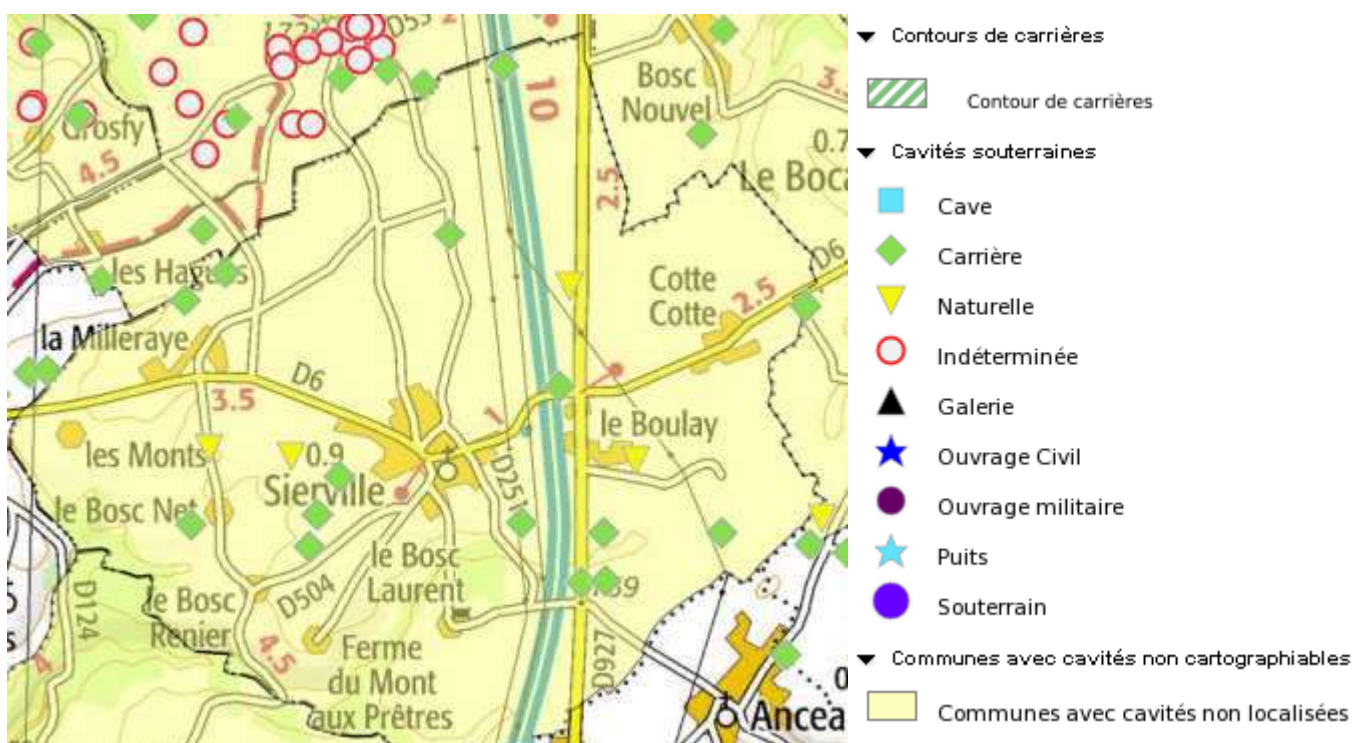 D53
10
Bosc
Nouvel
3.
Grosfy
4.5
2.5
0.7
Le Boca
les Hagues
Cotte
Cotte
2.5
D6
la Milleraye
D6
3.5
1
le Boulay
les Monts
0.9
Sierville
D251
le Bosc Net
le Bosc
Laurent
D124
le Bosc
Renier
D504
4.5
4
Ferme
du Mont
aux Prêtres
D927
0
Ancea
Contours de carrières
Contour de carrières
Cavités souterraines
Cave
Carrière
Naturelle
Indéterminée
Galerie
Ouvrage Civil
Ouvrage militaire
Puits
Souterrain
Communes avec cavités non cartographiables
Communes avec cavités non localisées